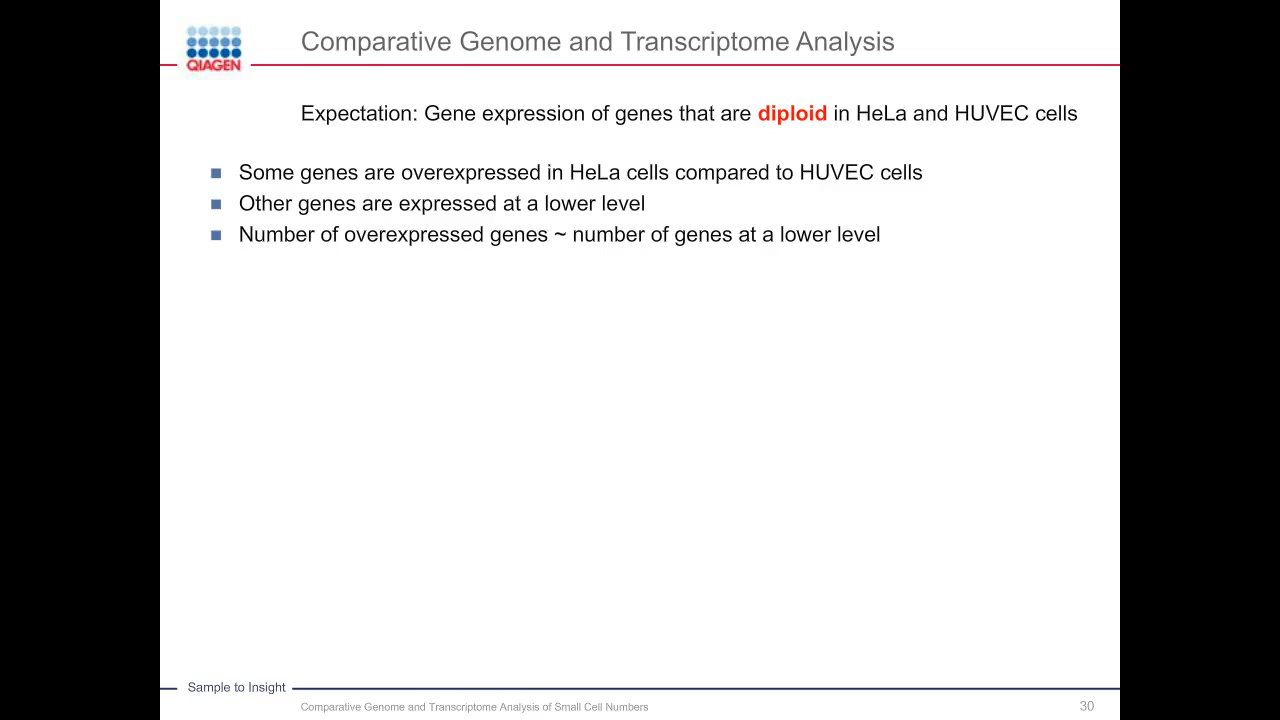 QIAGEN
Comparative Genome and Transcriptome Analysis
Expectation: Gene expression of genes that are diploid in HeLa and HUVEC cells
Some genes are overexpressed in HeLa cells compared to HUVEC cells
Other genes are expressed at a lower level
Number of overexpressed genes ~ number of genes at a lower level
Sample to Insight
Comparative Genome and Transcriptome Analysis of Small Cell Numbers
30